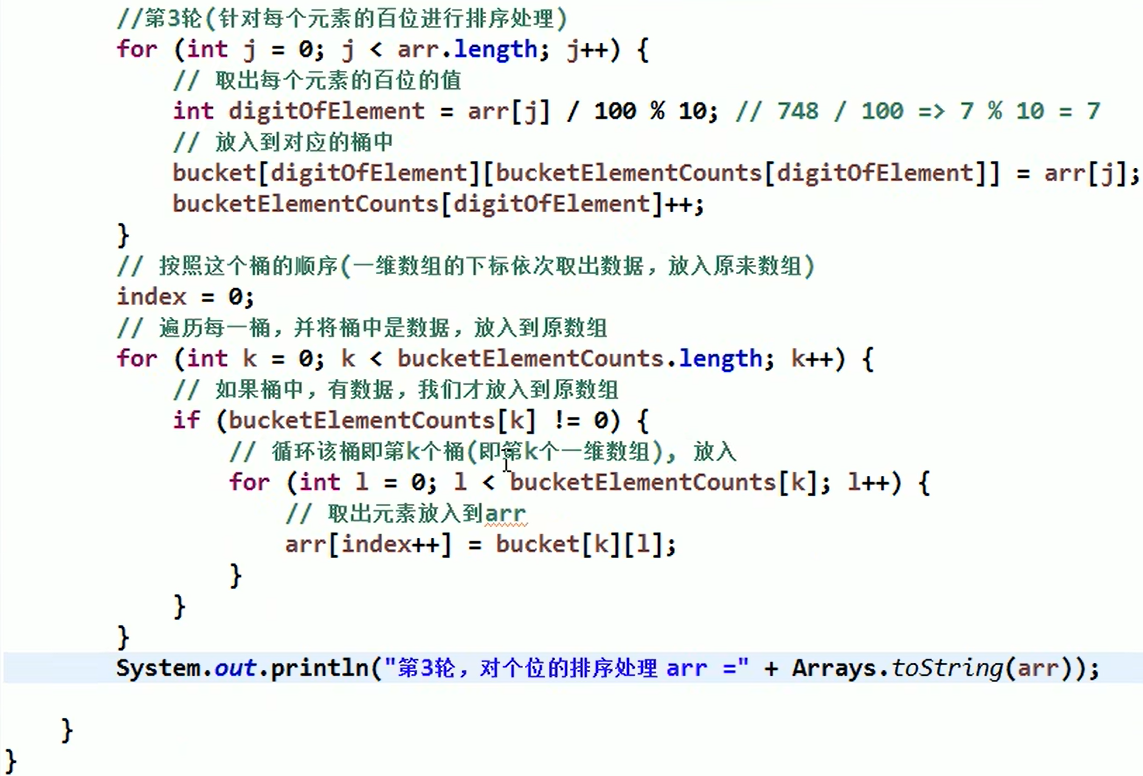 //第3轮(针对每个元素的百位进行排序处理)
for (int j = 0; j < arr.length; j++) {
// 取出每个元素的百位的值
int digitOfElement = arr[j] / 100 % 10; // 748 / 100 => 7 % 10 = 7
// 放入到对应的桶中
bucket[digitOfElement][bucketElementCounts[digitOfElement]] = arr[j];
bucketElementCounts[digitOfElement]++;
}
// 按照这个桶的顺序(一维数组的下标依次取出数据，放入原来数组)
index = 0;
// 遍历每一桶，并将桶中是数据，放入到原数组
for (int k = 0; k < bucketElementCounts.length; k++) {
// 如果桶中，有数据，我们才放入到原数组
if (bucketElementCounts[k] != 0) {
// 循环该桶即第k个桶(即第k个一维数组), 放入
for (int l = 0; l < bucketElementCounts[k]; l++) {
// 取出元素放入到arr
arr[index++] = bucket[k][l];
}
}
}
System.out.println("第3轮，对个位的排序处理 arr =" + Arrays.toString(arr));
}
}